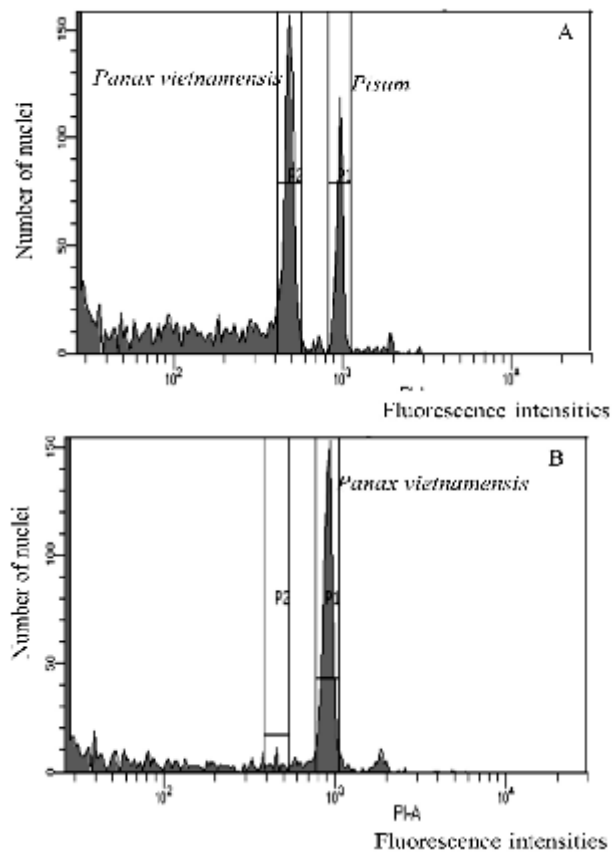 A
Panax vietnamensis
Pisum
Number of nuclei
150
100
50
0
P2
P1
10²
10³
10⁴
Fluorescence intensities
B
Panax vietnamensis
Number of nuclei
150
100
50
0
P2
P1
10²
10³
10⁴
PI-A
Fluorescence intensities